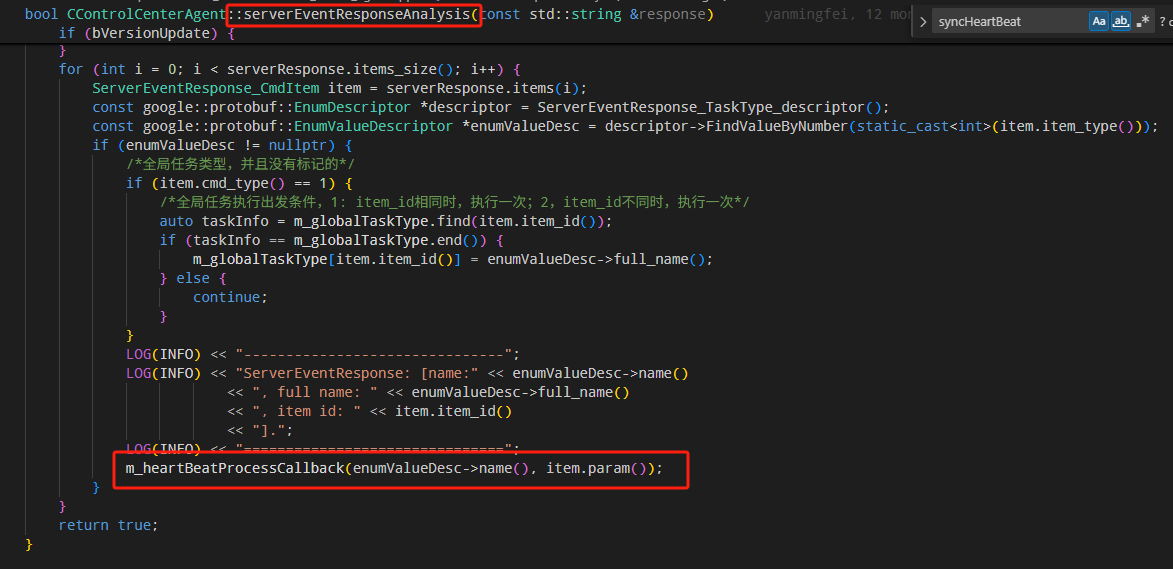 bool CControlCenterAgent::serverEventResponseAnalysis(const std::string &response) yanmingfei, 12 mo
> syncHeartBeat Aa ab .* ? c
if (bVersionUpdate) {
}
for (int i = 0; i < serverResponse.items_size(); i++) {
ServerEventResponse_CmdItem item = serverResponse.items(i);
const google::protobuf::EnumDescriptor *descriptor = ServerEventResponse_TaskType_descriptor();
const google::protobuf::EnumValueDescriptor *enumValueDesc = descriptor->FindValueByNumber(static_cast<int>(item.item_type()));
if (enumValueDesc != nullptr) {
/*全局任务类型，并且没有标记的*/
if (item.cmd_type() == 1) {
/*全局任务执行出发条件，1: item_id相同时，执行一次；2，item_id不同时，执行一次*/
auto taskInfo = m_globalTaskType.find(item.item_id());
if (taskInfo == m_globalTaskType.end()) {
m_globalTaskType[item.item_id()] = enumValueDesc->full_name();
} else {
continue;
}
}
LOG(INFO) << "-------------------------------";
LOG(INFO) << "ServerEventResponse: [name:" << enumValueDesc->name()
<< ", full name: " << enumValueDesc->full_name()
<< ", item id: " << item.item_id()
<< "].";
LOG(INFO) << "===============================";
m_heartBeatProcessCallback(enumValueDesc->name(), item.param());
}
}
return true;
}